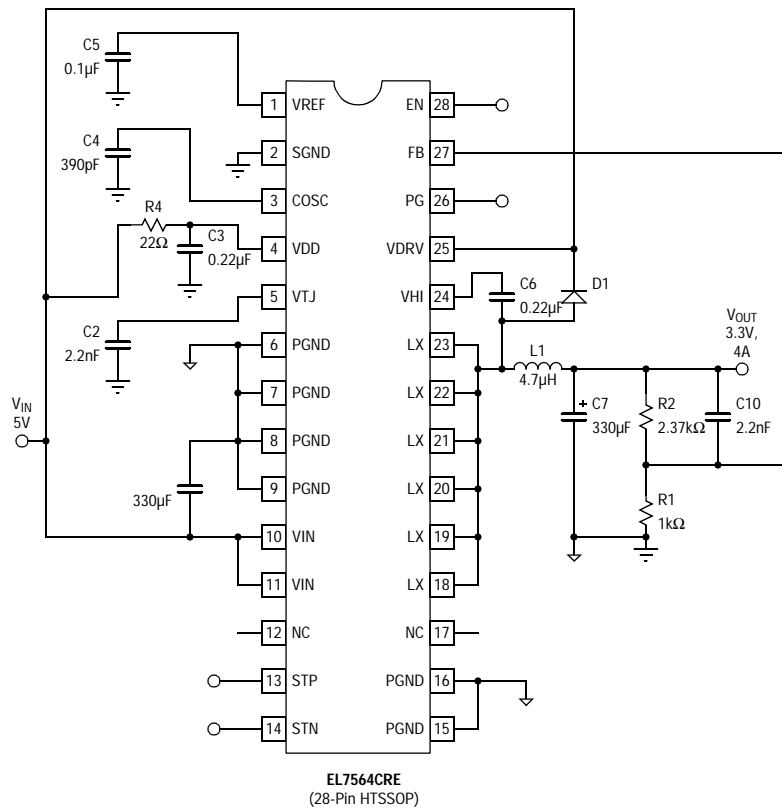 C5
0.1µF
1 VREF
EN 28
C4
390pF
2 SGND
FB 27
3 COSC
PG 26
R4
22Ω
C3
0.22µF
4 VDD
VDRV 25
5 VTJ
VHI 24
C6
0.22µF
D1
C2
2.2nF
6 PGND
LX 23
L1
4.7µH
VOUT
3.3V,
4A
7 PGND
LX 22
C7
+
330µF
R2
2.37kΩ
C10
2.2nF
VIN
5V
8 PGND
LX 21
330µF
9 PGND
LX 20
R1
1kΩ
10 VIN
LX 19
11 VIN
LX 18
12 NC
NC 17
13 STP
PGND 16
14 STN
PGND 15
EL7564CRE
(28-Pin HTSSOP)